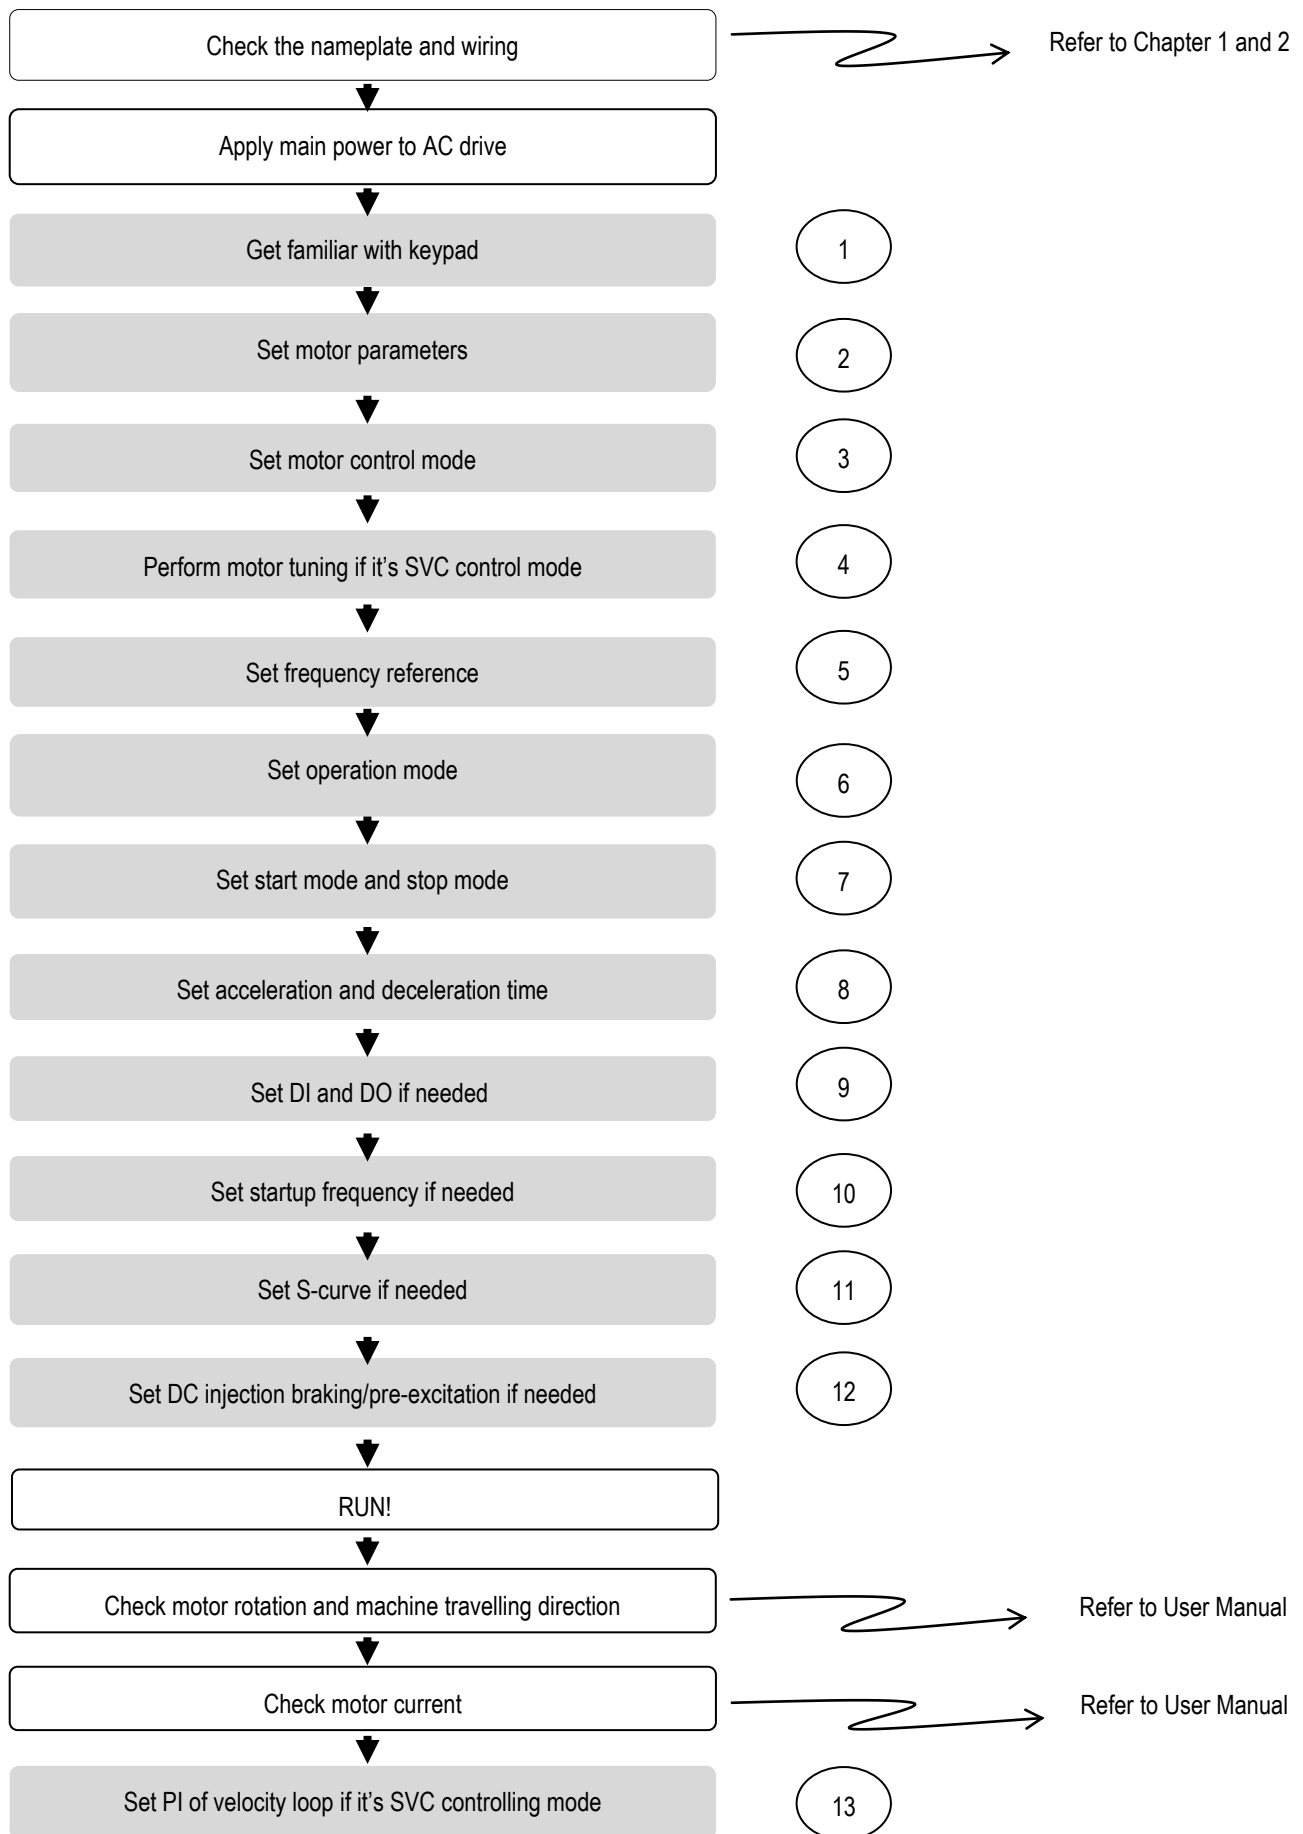 Check the nameplate and wiring
Refer to Chapter 1 and 2
Apply main power to AC drive
Get familiar with keypad
1
Set motor parameters
2
Set motor control mode
3
Perform motor tuning if it’s SVC control mode
4
Set frequency reference
5
Set operation mode
6
Set start mode and stop mode
7
Set acceleration and deceleration time
8
Set DI and DO if needed
9
Set startup frequency if needed
10
Set S-curve if needed
11
Set DC injection braking/pre-excitation if needed
12
RUN!
Check motor rotation and machine travelling direction
Refer to User Manual
Check motor current
Refer to User Manual
Set PI of velocity loop if it’s SVC controlling mode
13